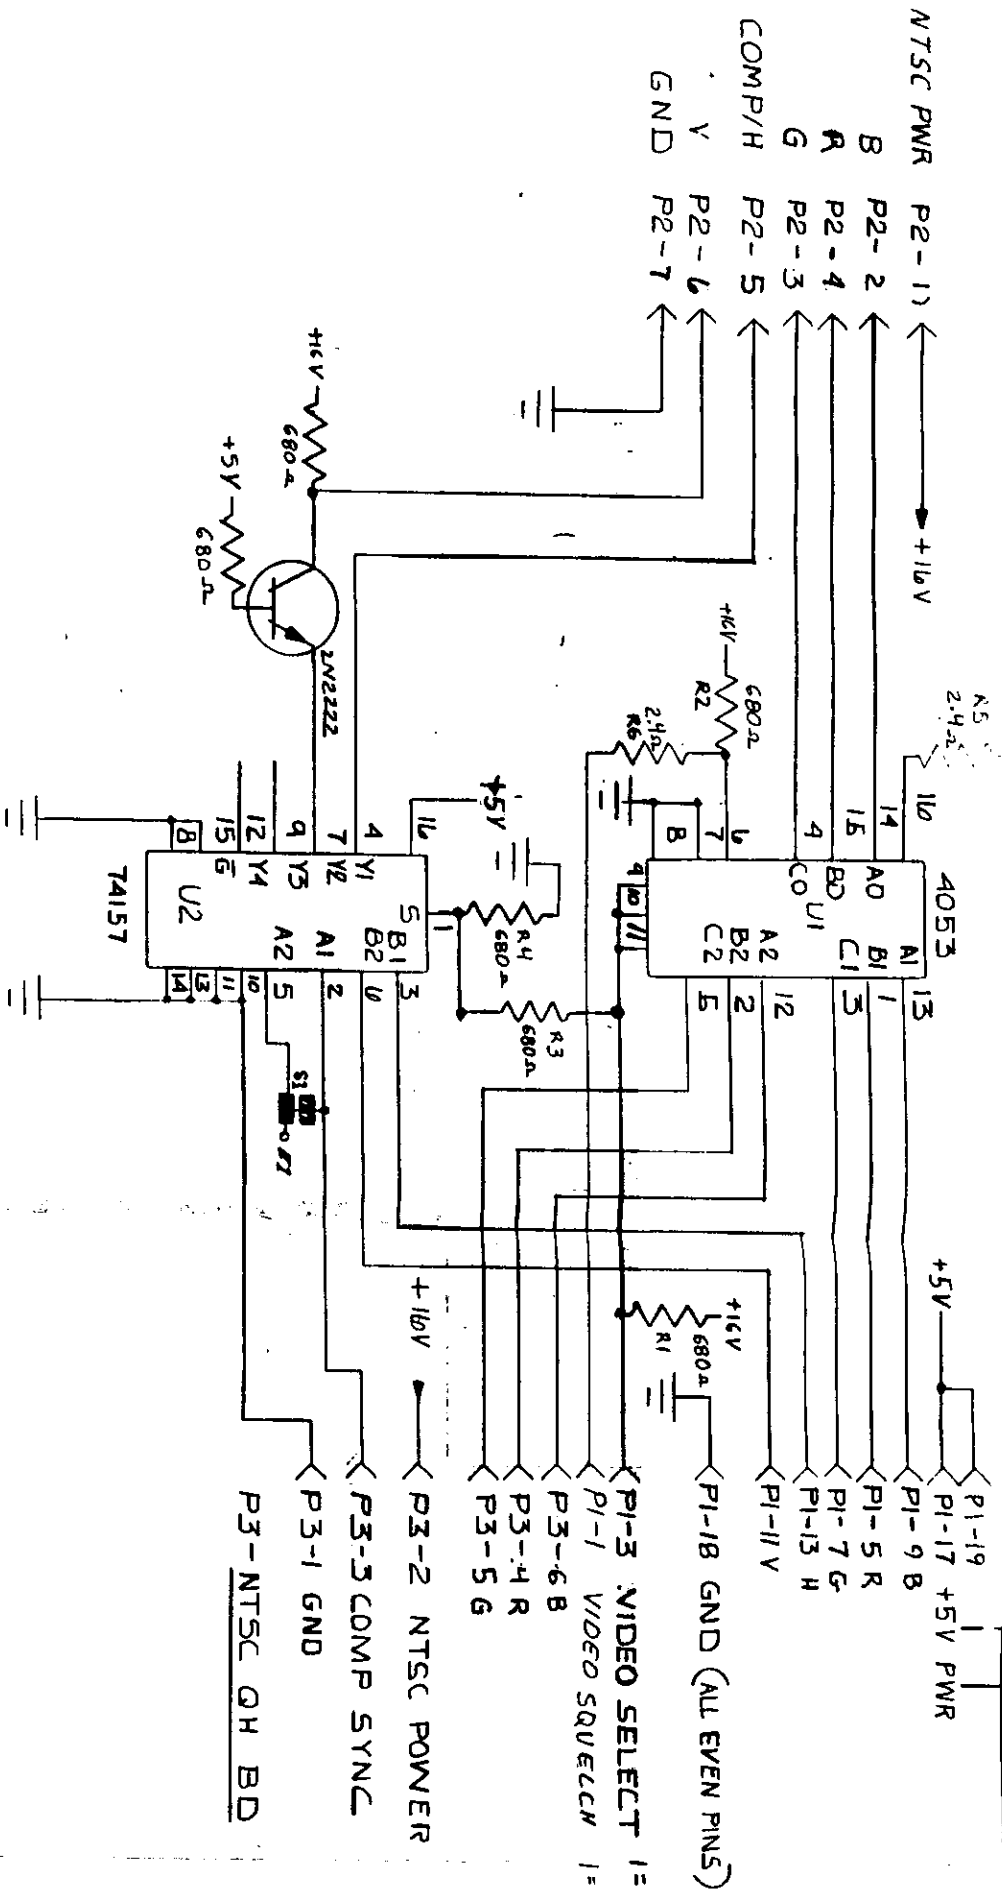 NTSC PWR P2-1)
B P2-2
R P2-4
G P2-3
COMP/H P2-5
V P2-6
GND P2-7
+16V
R5
2.4Ω
+16V
680Ω
R2
2.4Ω
R6
4053
U1
16
14
15
4
6
7
8
9
10
11
A0
B0
C0
A1
B1
C1
A2
B2
C2
13
1
3
12
2
5
+16V
680Ω
+5V
680Ω
2N2222
+5V
R4
680Ω
R3
680Ω
74157
U2
16
4
7
9
12
15
8
Y1
Y2
Y3
Y4
G
S
1
B1
B2
A1
A2
3
6
2
5
10
11
13
14
S1
+16V
R1
680Ω
+5V
P1-19
P1-17 +5V PWR
P1-9 B
P1-5 R
P1-7 G
P1-13 H
P1-11 V
P1-18 GND (ALL EVEN PINS)
P1-3 VIDEO SELECT 1=
P1-1 VIDEO SQUELCH 1=
P3-6 B
P3-4 R
P3-5 G
+16V
P3-2 NTSC POWER
P3-3 COMP SYNC
P3-1 GND
P3-NTSC QH BD